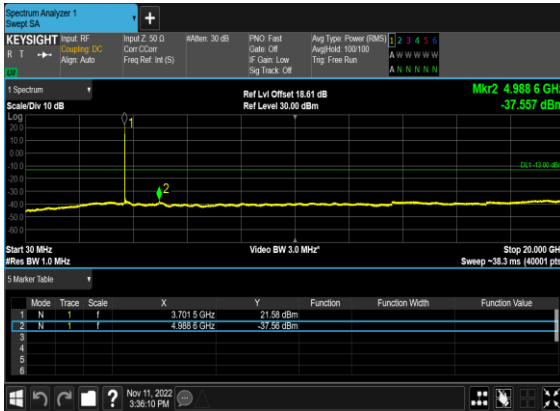 Spectrum Analyzer 1
Swept SA
+
KEYSIGHT Input: RF Input Z: 50 Ω #Atten: 30 dB PNO: Fast Avg Type: Power (RMS) 1 2 3 4 5 6
R T Coupling: DC Corr CCorr Gate: Off Avg|Hold: 100/100 A W W W W W
Align: Auto Freq Ref: Int (S) IF Gain: Low Trig: Free Run
Sig Track: Off A N N N N N
1 Spectrum Ref Lvl Offset 18.61 dB Mkr2 4.988 6 GHz
Scale/Div 10 dB Ref Level 30.00 dBm -37.557 dBm
Log
1
20.0
10.0
0.00
-10.0
DL1 -13.00 dBm
-20.0
-30.0
2
-40.0
-50.0
-60.0
Start 30 MHz Video BW 3.0 MHz* Stop 20.000 GHz
#Res BW 1.0 MHz Sweep ~38.3 ms (40001 pts)
5 Marker Table
Mode Trace Scale X Y Function Function Width Function Value
1 N 1 f 3.701 5 GHz 21.58 dBm
2 N 1 f 4.988 6 GHz -37.56 dBm
3
4
5
6
? Nov 11, 2022
3:36:10 PM